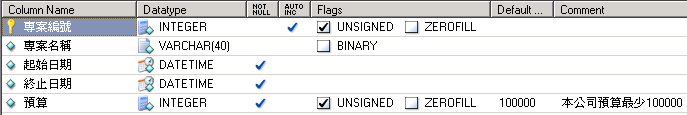 Column Name Datatype NOT NULL AUTO INC Flags Default ... Comment
專案編號 INTEGER UNSIGNED ZEROFILL
專案名稱 VARCHAR(40) BINARY
起始日期 DATETIME
終止日期 DATETIME
預算 INTEGER UNSIGNED ZEROFILL 100000 本公司預算最少100000